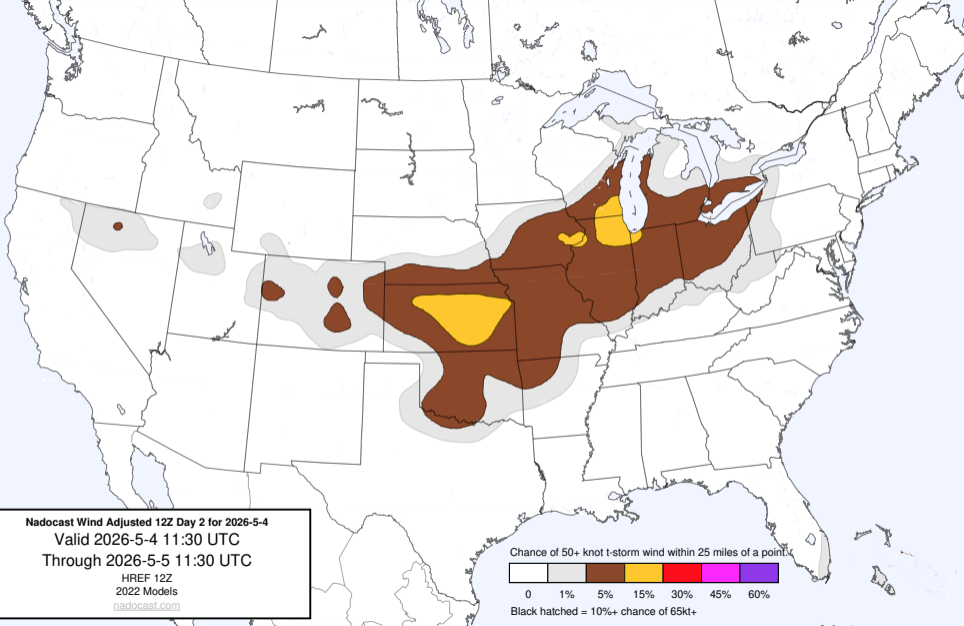 Nadocast Wind Adjusted 12Z Day 2 for 2026-5-4
Valid 2026-5-4 11:30 UTC
Through 2026-5-5 11:30 UTC
HREF 12Z
2022 Models
nadocast.com
Chance of 50+ knot t-storm wind within 25 miles of a point.
0 1% 5% 15% 30% 45% 60%
Black hatched = 10%+ chance of 65kt+